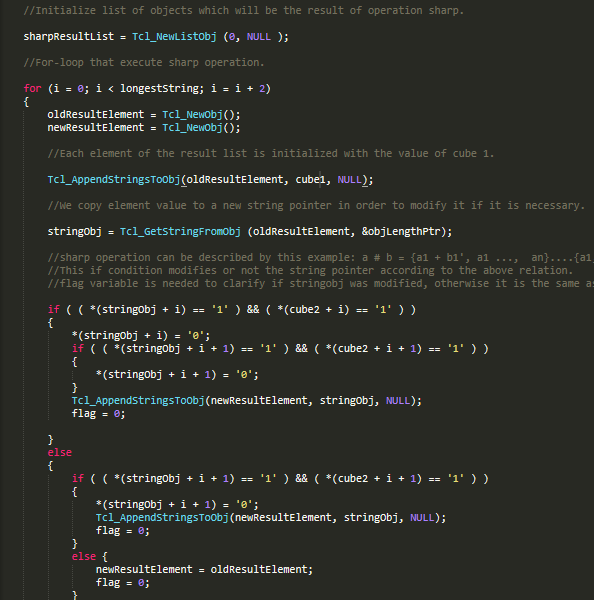 //Initialize list of objects which will be the result of operation sharp.
sharpResultList = Tcl_NewListObj (0, NULL );
//For-loop that execute sharp operation.
for (i = 0; i < longestString; i = i + 2)
{
oldResultElement = Tcl_NewObj();
newResultElement = Tcl_NewObj();
//Each element of the result list is initialized with the value of cube 1.
Tcl_AppendStringsToObj(oldResultElement, cube1, NULL);
//We copy element value to a new string pointer in order to modify it if it is necessary.
stringObj = Tcl_GetStringFromObj (oldResultElement, &objLengthPtr);
//sharp operation can be described by this example: a # b = {a1 + b1', a1 ..., an}....{a1,
//This if condition modifies or not the string pointer according to the above relation.
//flag variable is needed to clarify if stringobj was modified, otherwise it is the same as
if ( ( *(stringObj + i) == '1' ) && ( *(cube2 + i) == '1' ) )
{
*(stringObj + i) = '0';
if ( ( *(stringObj + i + 1) == '1' ) && ( *(cube2 + i + 1) == '1' ) )
{
*(stringObj + i + 1) = '0';
}
Tcl_AppendStringsToObj(newResultElement, stringObj, NULL);
flag = 0;
}
else
{
if ( ( *(stringObj + i + 1) == '1' ) && ( *(cube2 + i + 1) == '1' ) )
{
*(stringObj + i + 1) = '0';
Tcl_AppendStringsToObj(newResultElement, stringObj, NULL);
flag = 0;
}
else {
newResultElement = oldResultElement;
flag = 0;
}